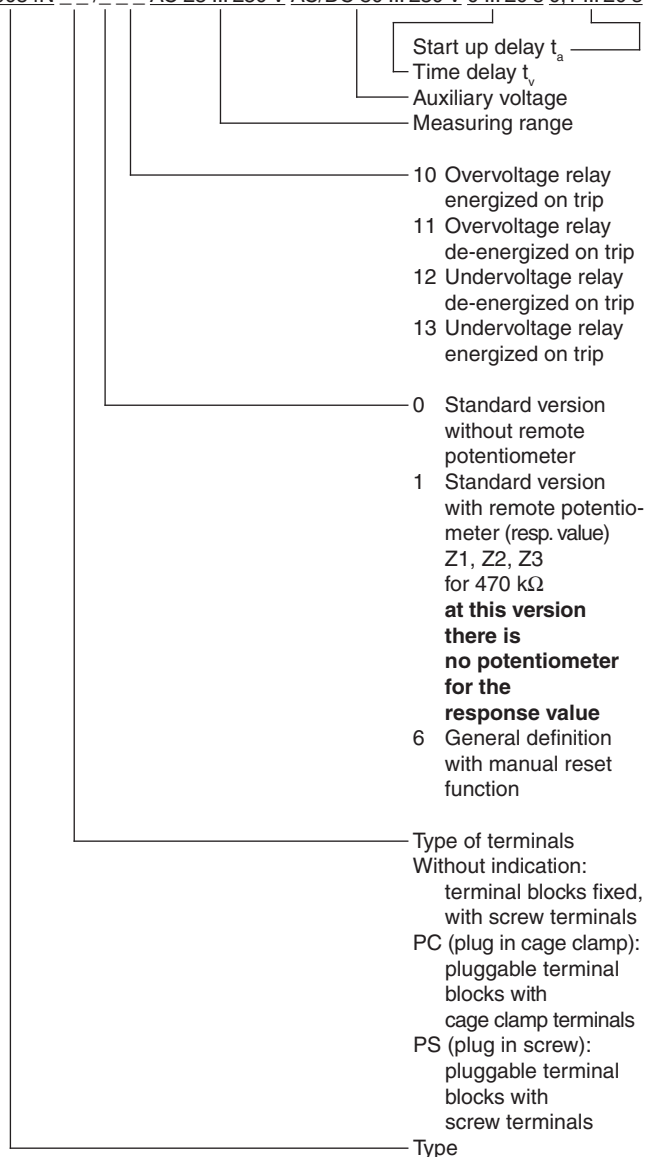 Start up delay tₐ
Time delay tᵥ
Auxiliary voltage
Measuring range
10 Overvoltage relay
energized on trip
11 Overvoltage relay
de-energized on trip
12 Undervoltage relay
de-energized on trip
13 Undervoltage relay
energized on trip
0 Standard version
without remote
potentiometer
1 Standard version
with remote potentio-
meter (resp. value)
Z1, Z2, Z3
for 470 kΩ
at this version
there is
no potentiometer
for the
response value
6 General definition
with manual reset
function
Type of terminals
Without indication:
terminal blocks fixed,
with screw terminals
PC (plug in cage clamp):
pluggable terminal
blocks with
cage clamp terminals
PS (plug in screw):
pluggable terminal
blocks with
screw terminals
Type